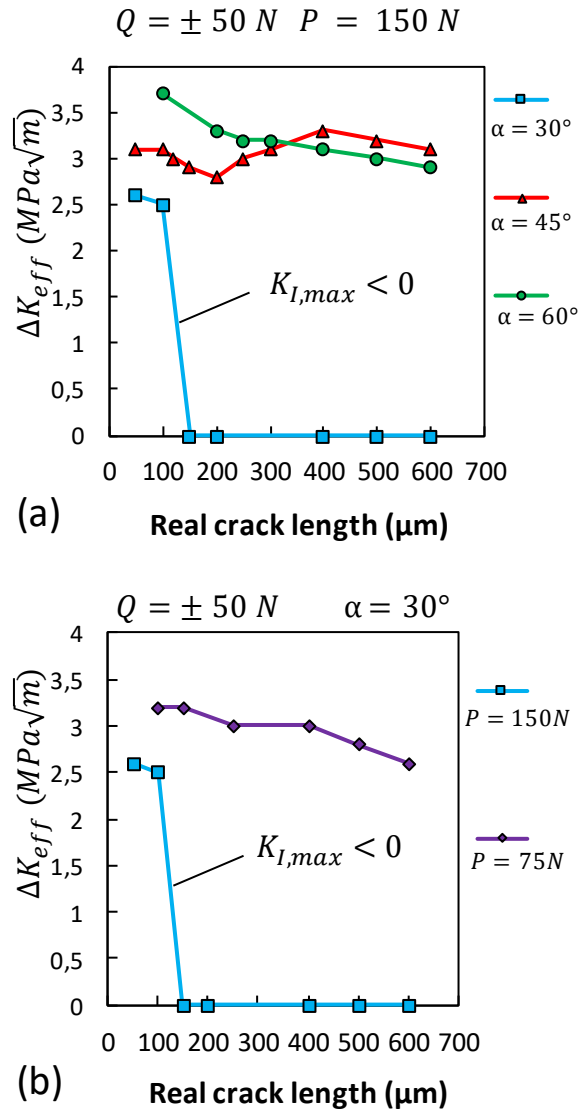 Q = ± 50 N P = 150 N
4
3,5
3
2,5
2
1,5
1
0,5
0
ΔK_eff (MPa√m)
K_I,max < 0
0 100 200 300 400 500 600 700
Real crack length (µm)
α = 30°
α = 45°
α = 60°
(a)
Q = ± 50 N α = 30°
4
3,5
3
2,5
2
1,5
1
0,5
0
ΔK_eff (MPa√m)
K_I,max < 0
0 100 200 300 400 500 600 700
Real crack length (µm)
P = 150N
P = 75N
(b)